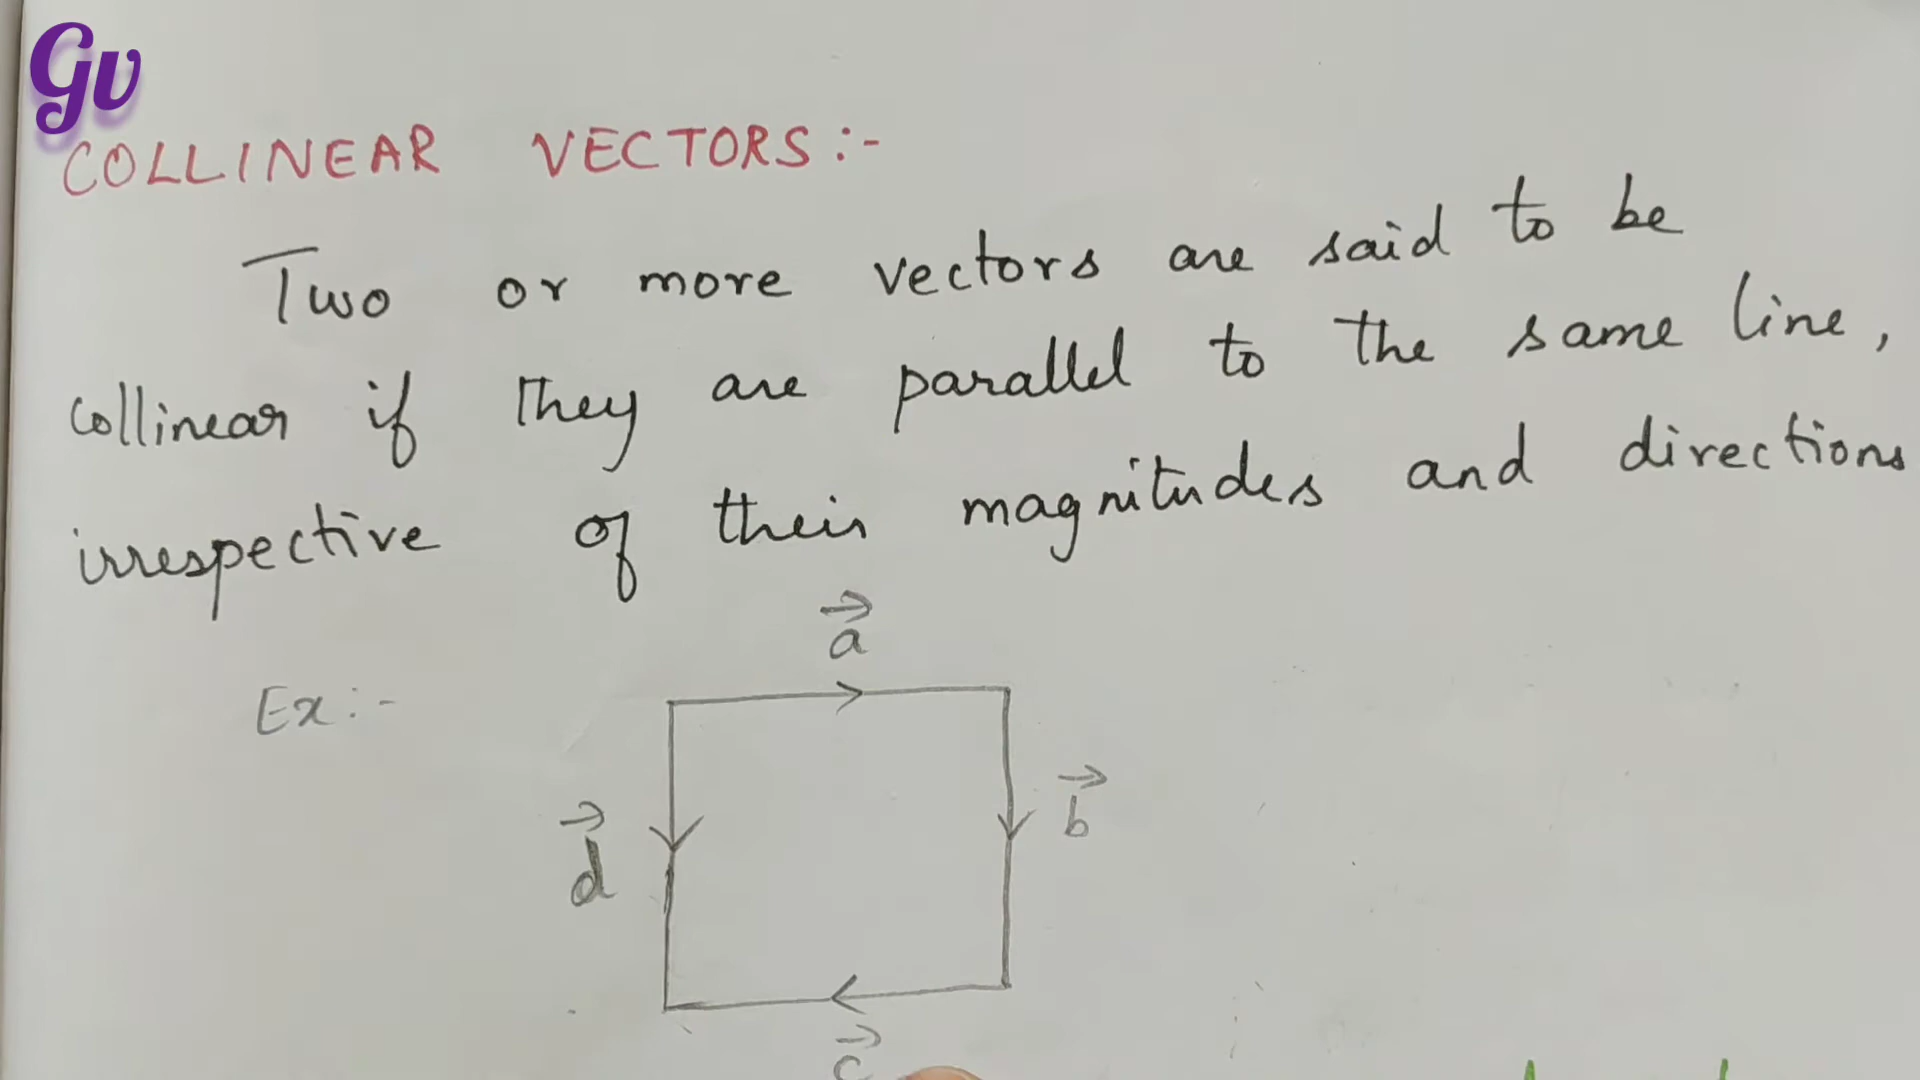 Gv
COLLINEAR VECTORS:-
Two or more vectors are said to be
collinear if they are parallel to the same line,
irrespective of their magnitudes and directions
a
Ex:-
b
d
c